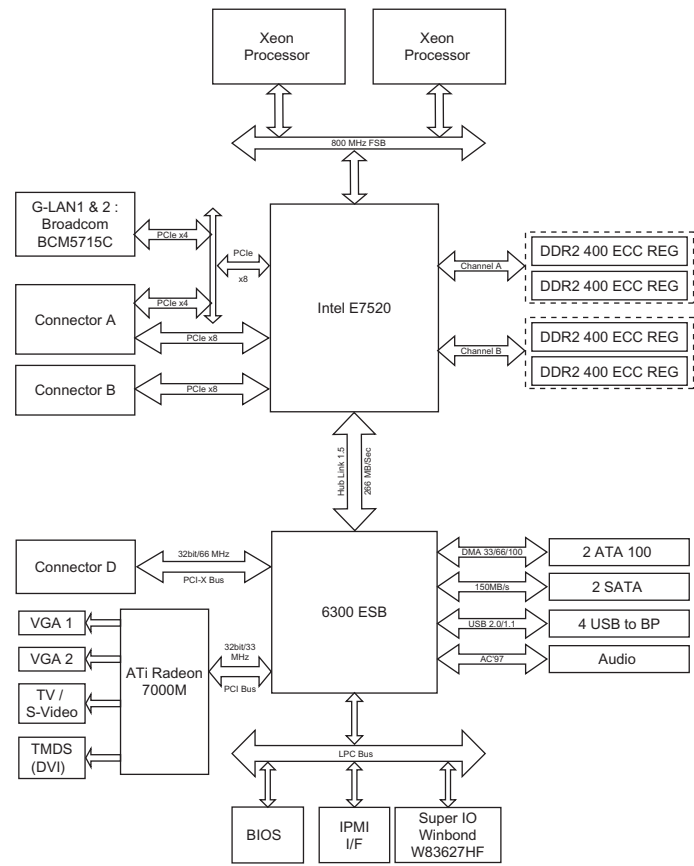 Xeon
Processor
Xeon
Processor
800 MHz FSB
G-LAN1 & 2 :
Broadcom
BCM5715C
PCIe x4
PCIe
x8
Connector A
PCIe x4
PCIe x8
Connector B
PCIe x8
Intel E7520
Channel A
DDR2 400 ECC REG
DDR2 400 ECC REG
Channel B
DDR2 400 ECC REG
DDR2 400 ECC REG
Hub Link 1.5
266 MB/Sec
Connector D
32bit/66 MHz
PCI-X Bus
6300 ESB
DMA 33/66/100
2 ATA 100
150MB/s
2 SATA
USB 2.0/1.1
4 USB to BP
AC'97
Audio
VGA 1
VGA 2
TV /
S-Video
TMDS
(DVI)
ATi Radeon
7000M
32bit/33
MHz
PCI Bus
LPC Bus
BIOS
IPMI
I/F
Super IO
Winbond
W83627HF